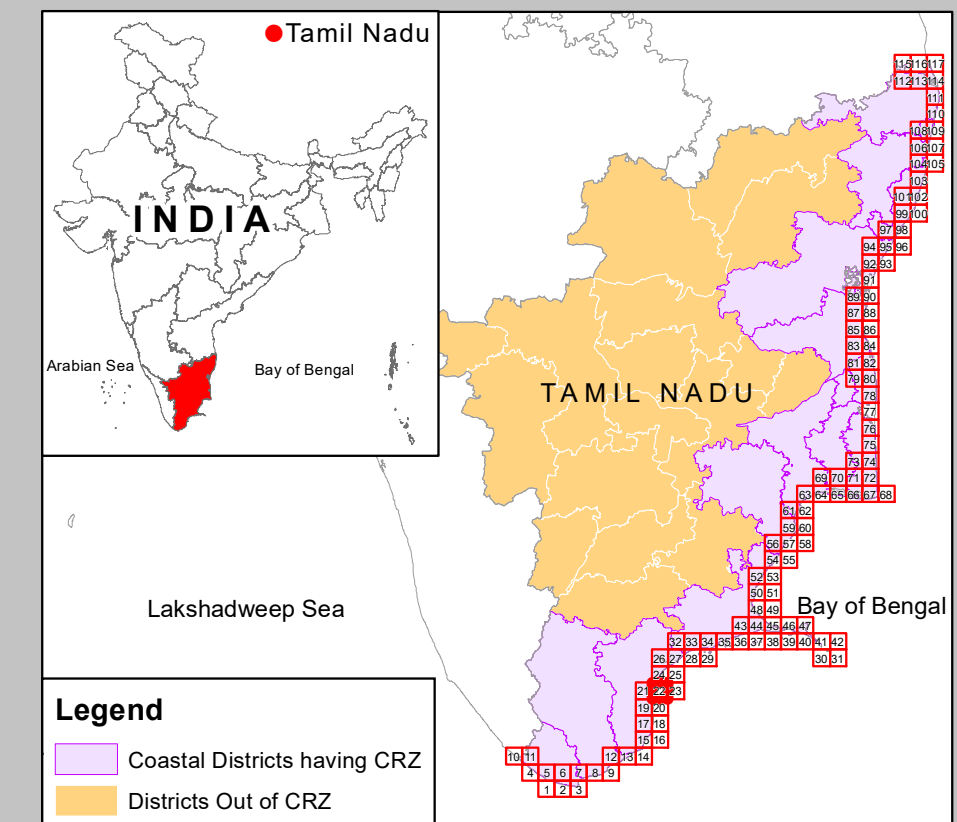 Tamil Nadu
INDIA
Arabian Sea
Bay of Bengal
TAMIL NADU
Lakshadweep Sea
Bay of Bengal
115 116 117
112 113 114
111
110
108 109
106 107
104 105
103
101 102
99 100
97 98
94 95 96
92 93
91
89 90
87 88
85 86
83 84
81 82
79 80
78
77
76
75
73 74
69 70 71 72
63 64 65 66 67 68
61 62
59 60
56 57 58
54 55
52 53
50 51
48 49
43 44 45 46 47
32 33 34 35 36 37 38 39 40 41 42
26 27 28 29 30 31
24 25
21 22 23
19 20
17 18
15 16
10 11 12 13 14
4 5 6 7 8 9
1 2 3
Legend
Coastal Districts having CRZ
Districts Out of CRZ